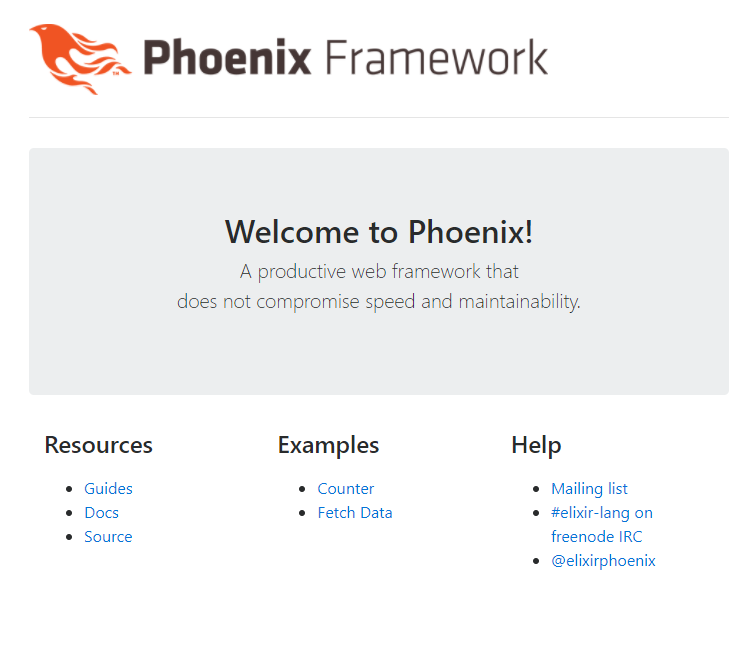 Phoenix Framework
Welcome to Phoenix!
A productive web framework that
does not compromise speed and maintainability.
Resources
Guides
Docs
Source
Examples
Counter
Fetch Data
Help
Mailing list
#elixir-lang on
freenode IRC
@elixirphoenix